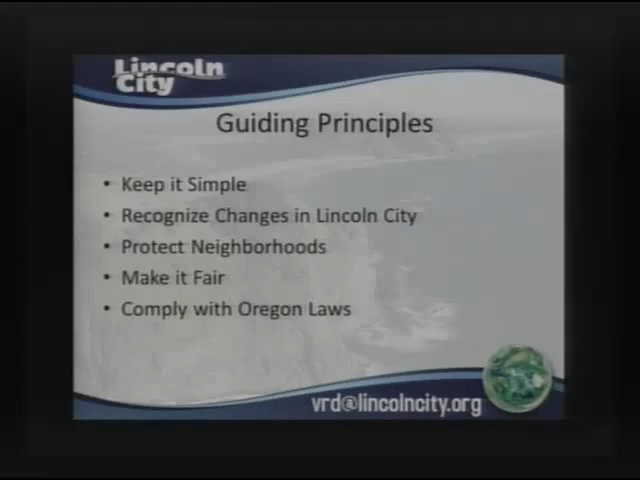 Lincoln
City
Guiding Principles
• Keep it Simple
• Recognize Changes in Lincoln City
• Protect Neighborhoods
• Make it Fair
• Comply with Oregon Laws
vrd@lincolncity.org